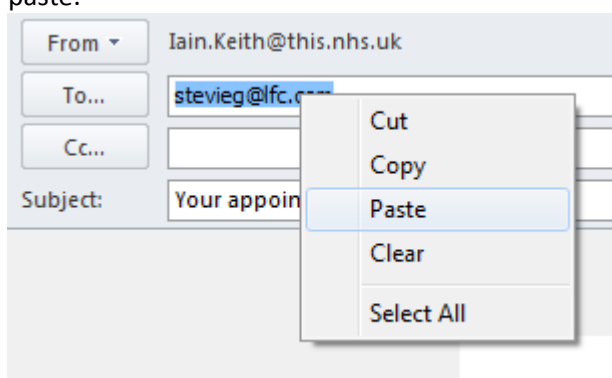 paste:
From Iain.Keith@this.nhs.uk
To... stevieg@lfc.
Cc...
Subject: Your appoin
Cut
Copy
Paste
Clear
Select All